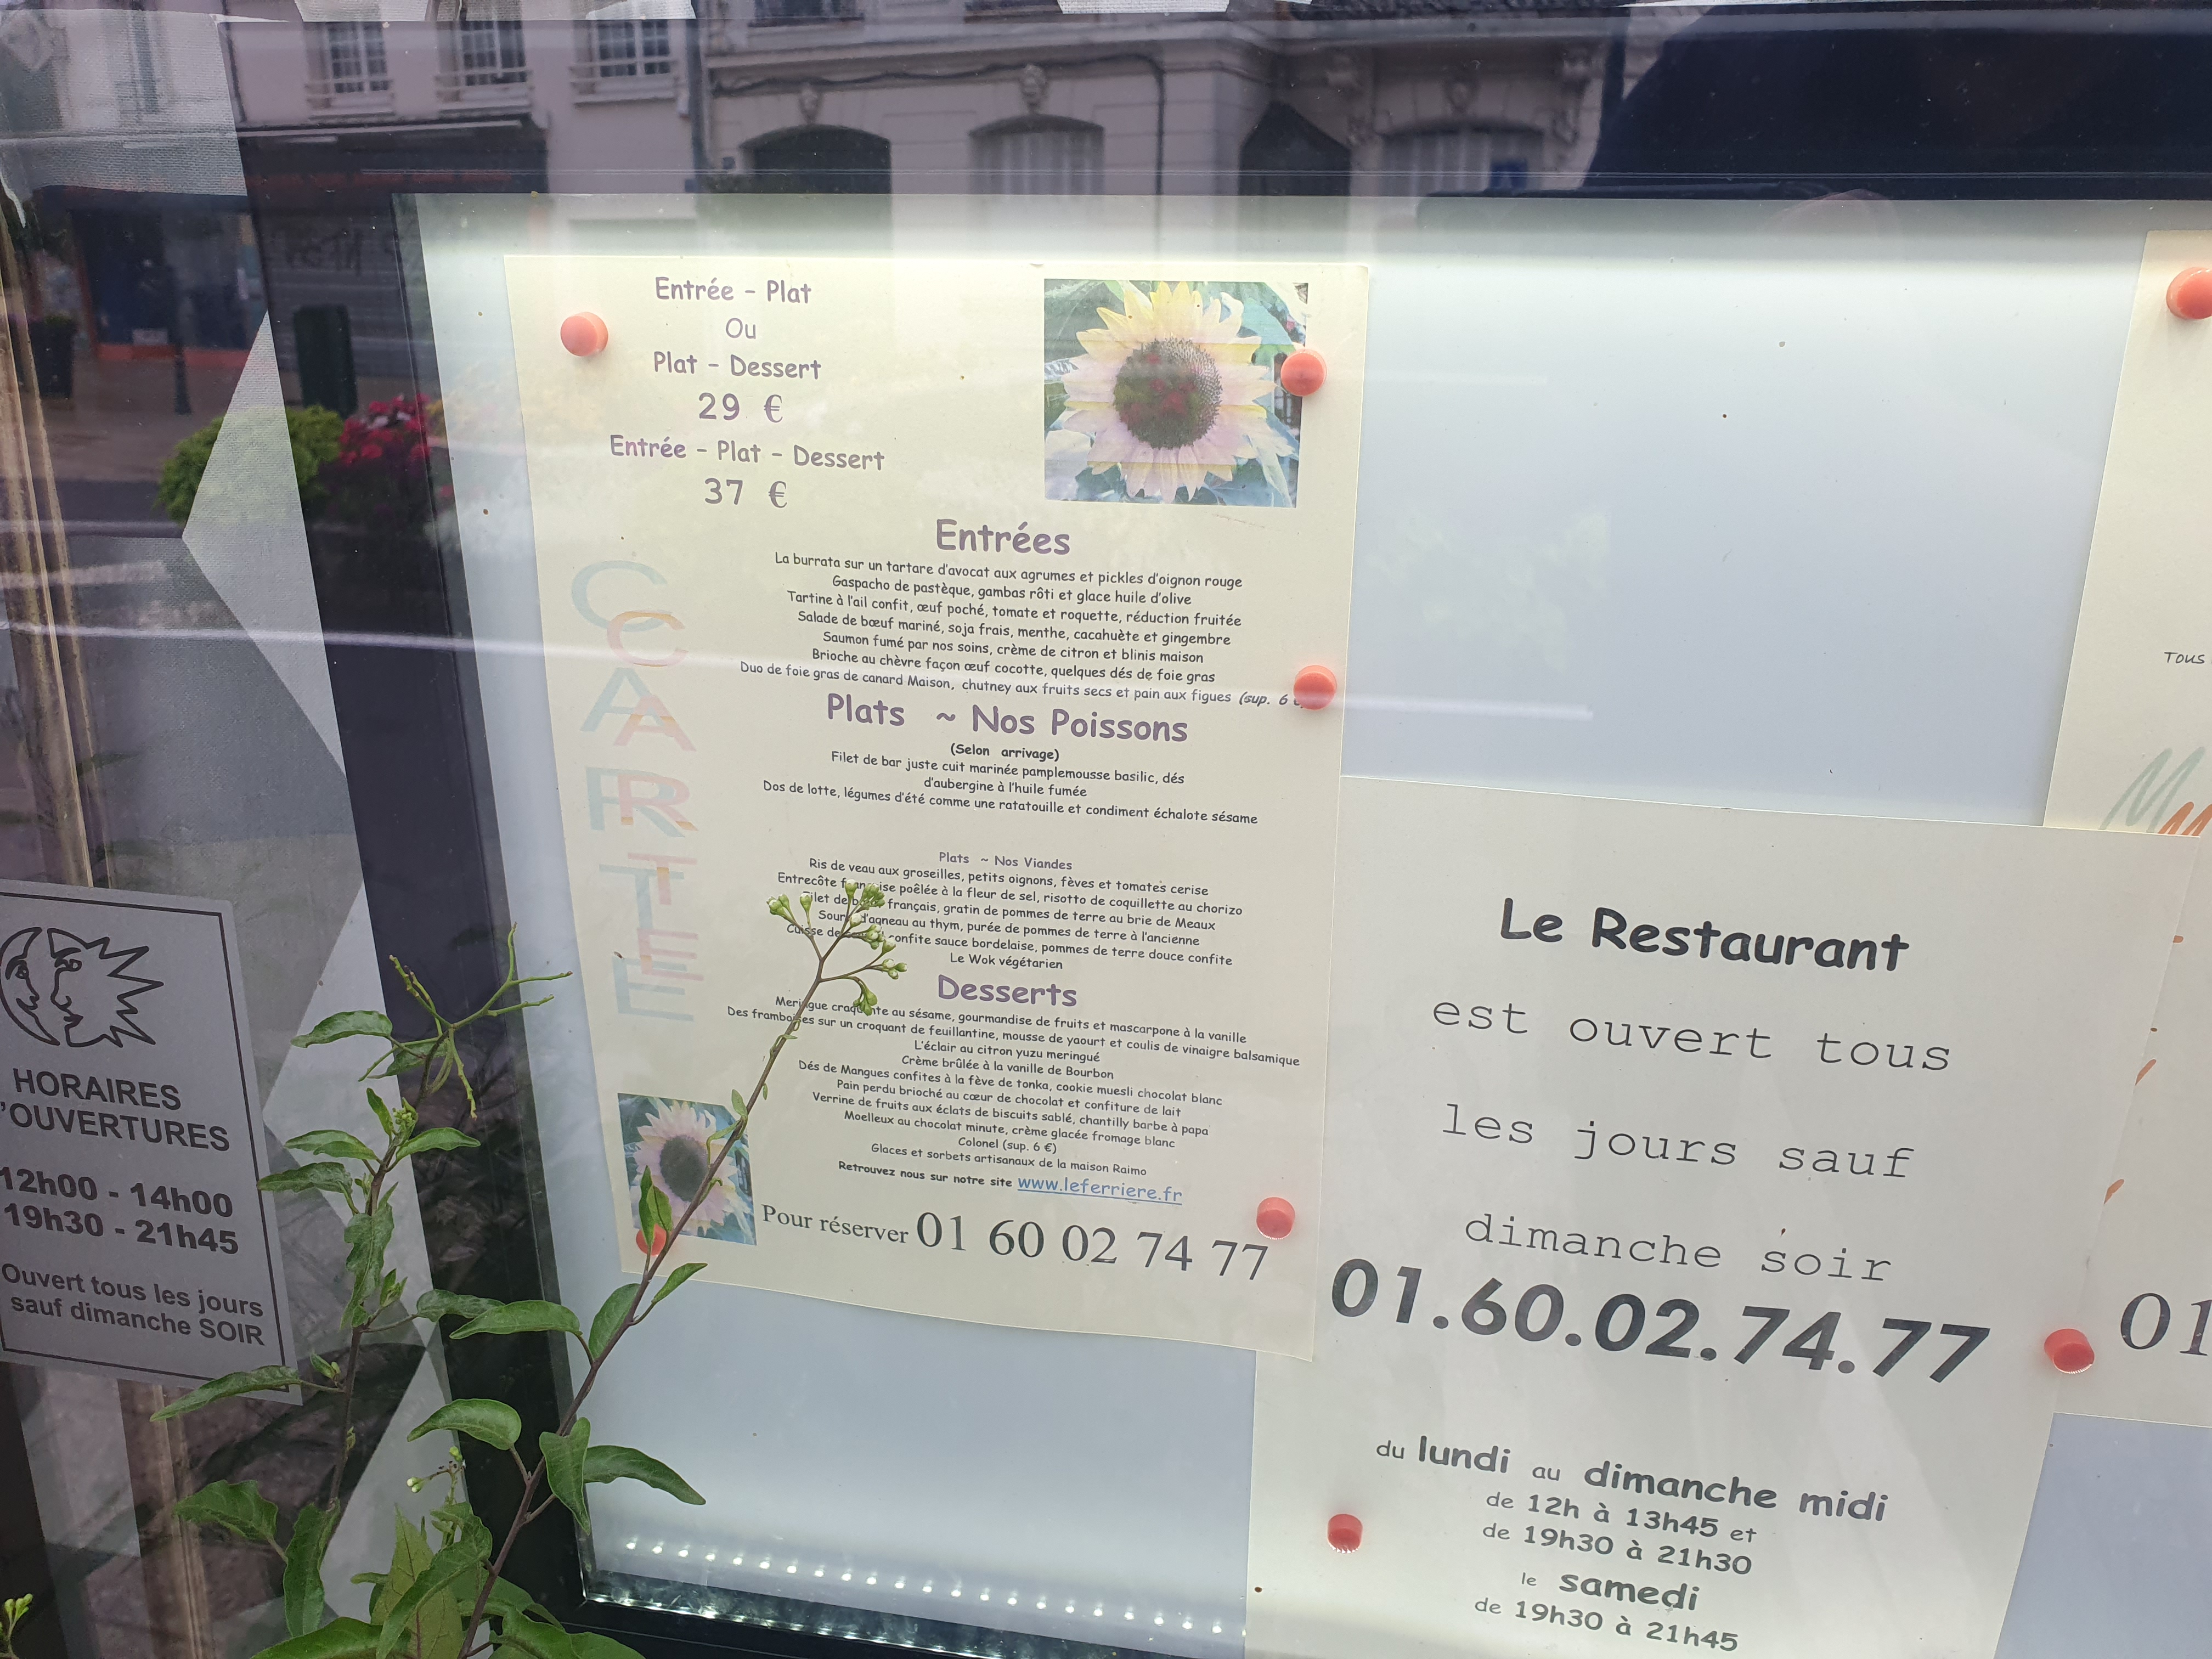 Entrée - Plat
Ou
Plat - Dessert
29 €
Entrée - Plat - Dessert
37 €
CARTE
Entrées
La burrata sur un tartare d'avocat aux agrumes et pickles d'oignon rouge
Gaspacho de pastèque, gambas rôti et glace huile d'olive
Tartine à l'ail confit, œuf poché, tomate et roquette, réduction fruitée
Salade de bœuf mariné, soja frais, menthe, cacahuète et gingembre
Saumon fumé par nos soins, crème de citron et blinis maison
Brioche au chèvre façon œuf cocotte, quelques dés de foie gras
Duo de foie gras de canard Maison, chutney aux fruits secs et pain aux figues (sup. 6
Plats ~ Nos Poissons
(Selon arrivage)
Filet de bar juste cuit marinée pamplemousse basilic, dés
d'aubergine à l'huile fumée
Dos de lotte, légumes d'été comme une ratatouille et condiment échalote sésame
Plats ~ Nos Viandes
Ris de veau aux groseilles, petits oignons, fèves et tomates cerise
Entrecôte française poêlée à la fleur de sel, risotto de coquillette au chorizo
Filet de français, gratin de pommes de terre au brie de Meaux
d'agneau au thym, purée de pommes de terre à l'ancienne
Cuisse de confite sauce bordelaise, pommes de terre douce confite
Le Wok végétarien
Desserts
Meringue craquante au sésame, gourmandise de fruits et mascarpone à la vanille
Des framboises sur un croquant de feuillantine, mousse de yaourt et coulis de vinaigre balsamique
L'éclair au citron yuzu meringué
Crème brûlée à la vanille de Bourbon
Dés de Mangues confites à la fève de tonka, cookie muesli chocolat blanc
Pain perdu brioché au cœur de chocolat et confiture de lait
Verrine de fruits aux éclats de biscuits sablé, chantilly barbe à papa
Moelleux au chocolat minute, crème glacée fromage blanc
Colonel (sup. 6 €)
Glaces et sorbets artisanaux de la maison Raimo
Retrouvez nous sur notre site www.leferriere.fr
Pour réserver 01 60 02 74 77
HORAIRES
'OUVERTURES
12h00 - 14h00
19h30 - 21h45
Ouvert tous les jours
sauf dimanche SOIR
Le Restaurant
est ouvert tous
les jours sauf
dimanche soir
01.60.02.74.77
du lundi au dimanche midi
de 12h à 13h45 et
de 19h30 à 21h30
le samedi
de 19h30 à 21h45
Tous
M
01